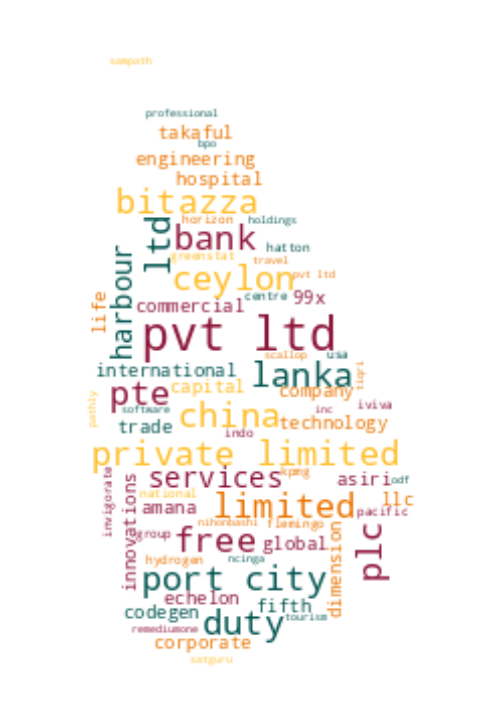 sampath
professional
takaful
bpo
engineering
hospital
bitazza
horizon holdings
ltd bank hatton
greenstat travel
ceylon pvt ltd
harbour centre 99x
life commercial
pvt ltd
scallop usa
international lanka tiqri
pte capital company
pathly software china inc iviva
trade technology
indo
private limited
services kpmg asiri odf
invigorate national limited llc
innovations amana pacific
nihonbashi flamingo
group free global plc
hydrogen ncinga dimension
port city
echelon fifth
codegen duty tourism
remediumone
corporate
satguru